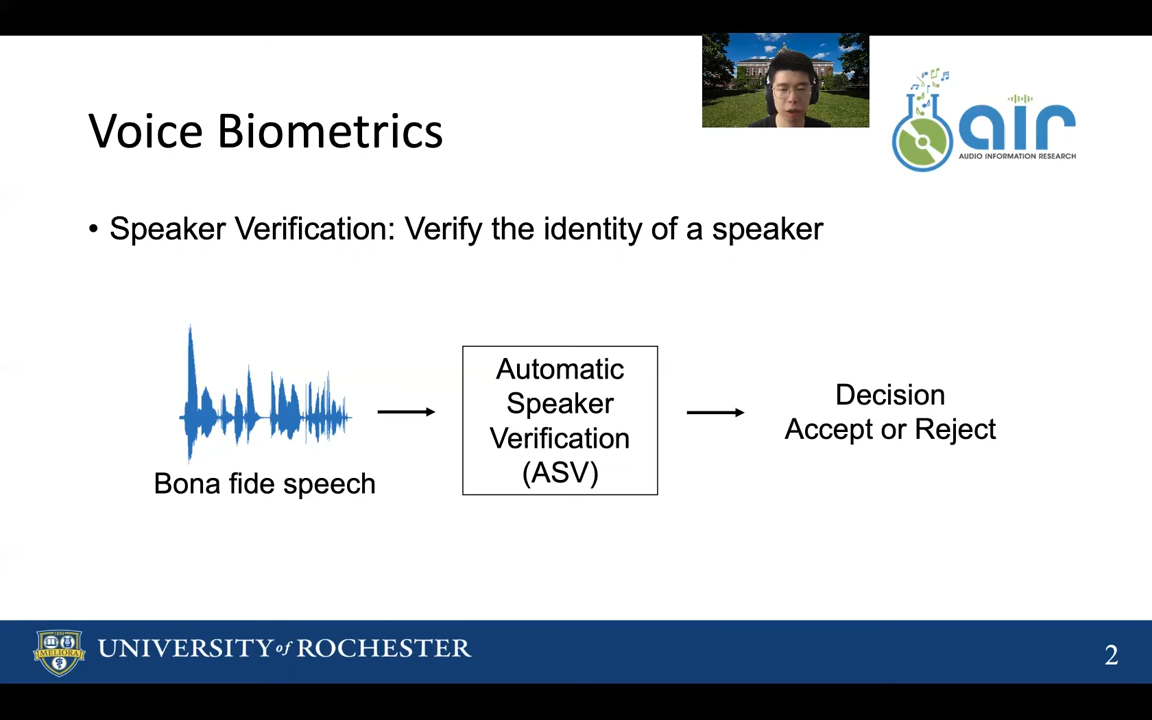 Voice Biometrics
air
AUDIO INFORMATION RESEARCH
• Speaker Verification: Verify the identity of a speaker
Automatic
Speaker
Verification
(ASV)
Decision
Accept or Reject
Bona fide speech
MELIORA
UNIVERSITY of ROCHESTER
2